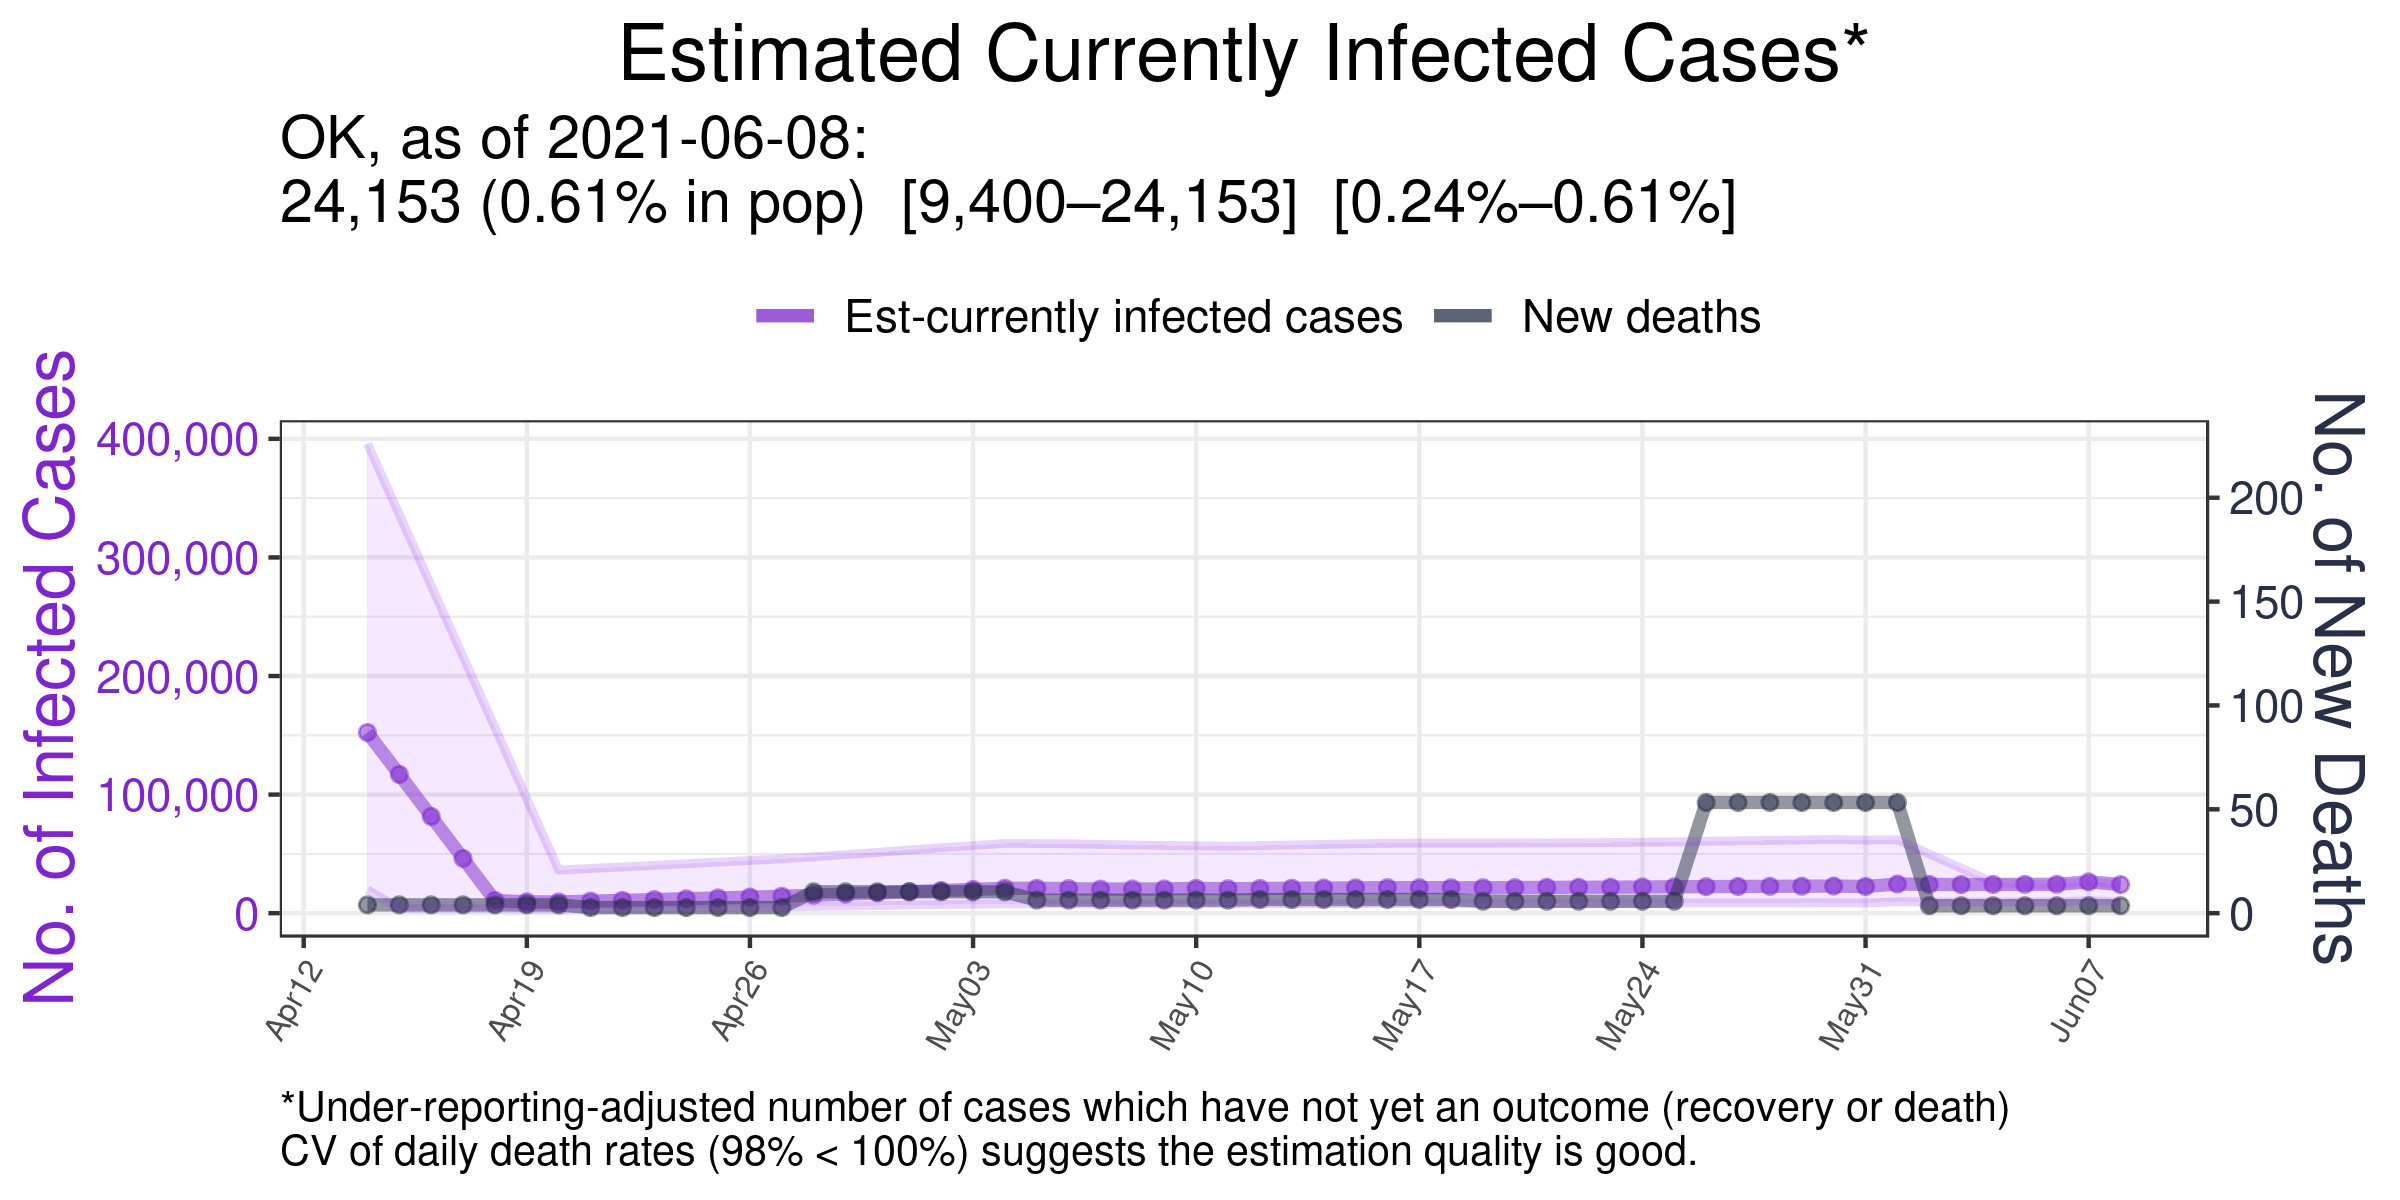 Estimated Currently Infected Cases*
OK, as of 2021-06-08:
24,153 (0.61% in pop)  [9,400–24,153]  [0.24%–0.61%]
Est-currently infected cases
New deaths
No. of Infected Cases
400,000
300,000
200,000
100,000
0
200
150
100
50
0
No. of New Deaths
Apr12
Apr19
Apr26
May03
May10
May17
May24
May31
Jun07
*Under-reporting-adjusted number of cases which have not yet an outcome (recovery or death)
CV of daily death rates (98% < 100%) suggests the estimation quality is good.